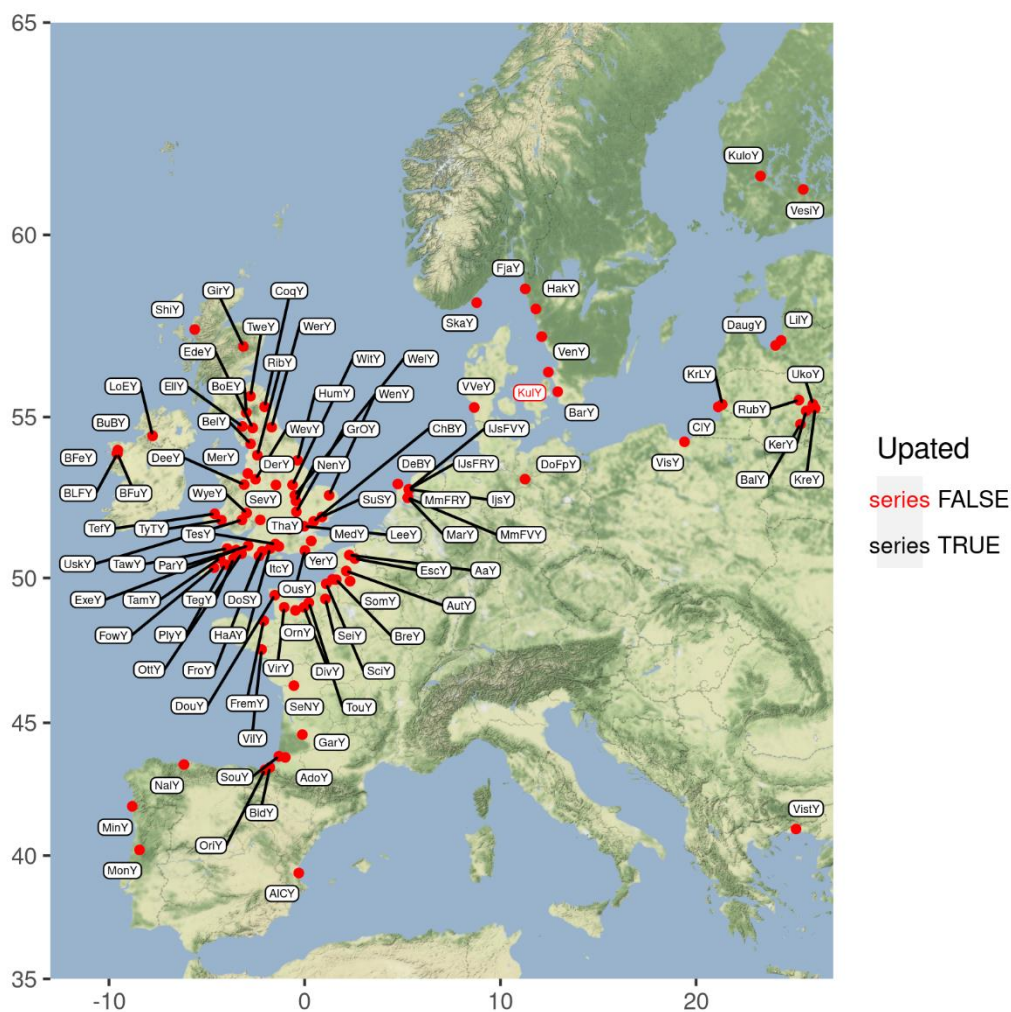 65
60
55
50
45
40
35
KuloY
VesiY
FjaY
HakY
GirY
CoqY
ShiY
SkaY
TweY
WerY
DaugY
LilY
EdeY
VenY
WitY
WelY
RibY
KrLY
UkoY
LoEY
EllY
BoEY
HumY
WenY
VVeY
KulY
BuBY
BelY
WevY
GrOY
ChBY
IJsFVY
BarY
RubY
ClY
BFeY
DeeY
MerY
DerY
NenY
DeBY
IJsFRY
DoFpY
VisY
KerY
BLFY
BFuY
WyeY
SevY
SuSY
MmFRY
IjsY
BalY
KreY
TefY
TyTY
TesY
ThaY
MedY
LeeY
MarY
MmFVY
UskY
TawY
ParY
ItcY
YerY
EscY
AaY
ExeY
TamY
TegY
DoSY
OusY
SomY
AutY
FowY
PlyY
HaAY
OrnY
SeiY
BreY
OttY
FroY
VirY
DivY
SciY
DouY
FremY
SeNY
TouY
VilY
GarY
NalY
SouY
AdoY
MinY
BidY
VistY
OriY
MonY
AlCY
-10
0
10
20
Upated
series FALSE
series TRUE